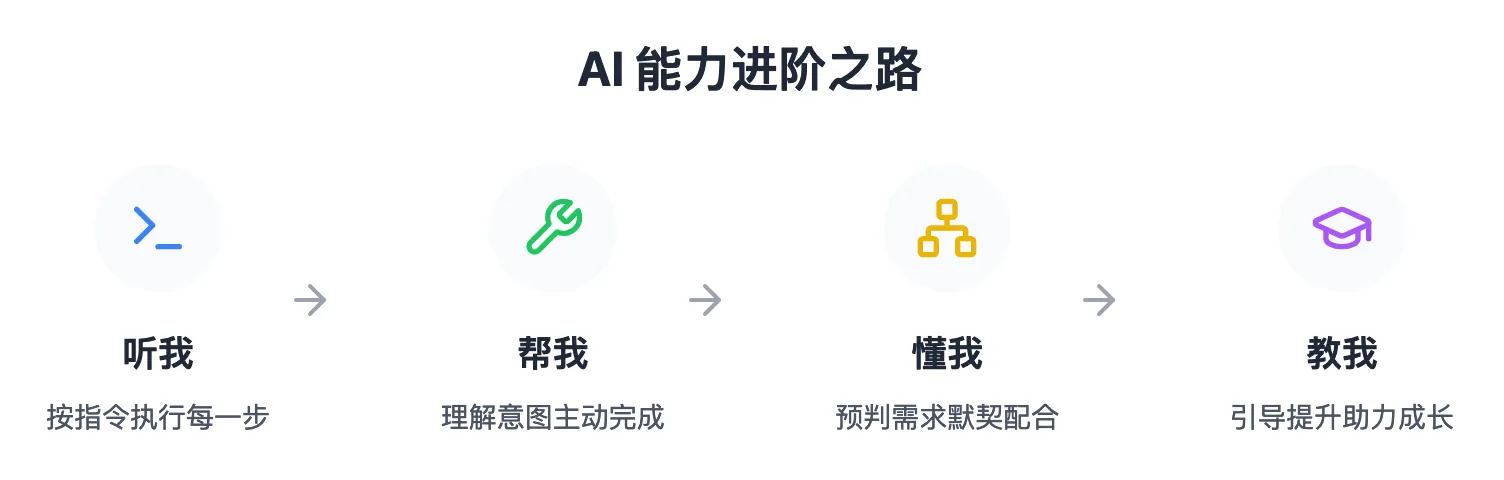 AI 能力进阶之路
听我
按指令执行每一步
帮我
理解意图主动完成
懂我
预判需求默契配合
教我
引导提升助力成长